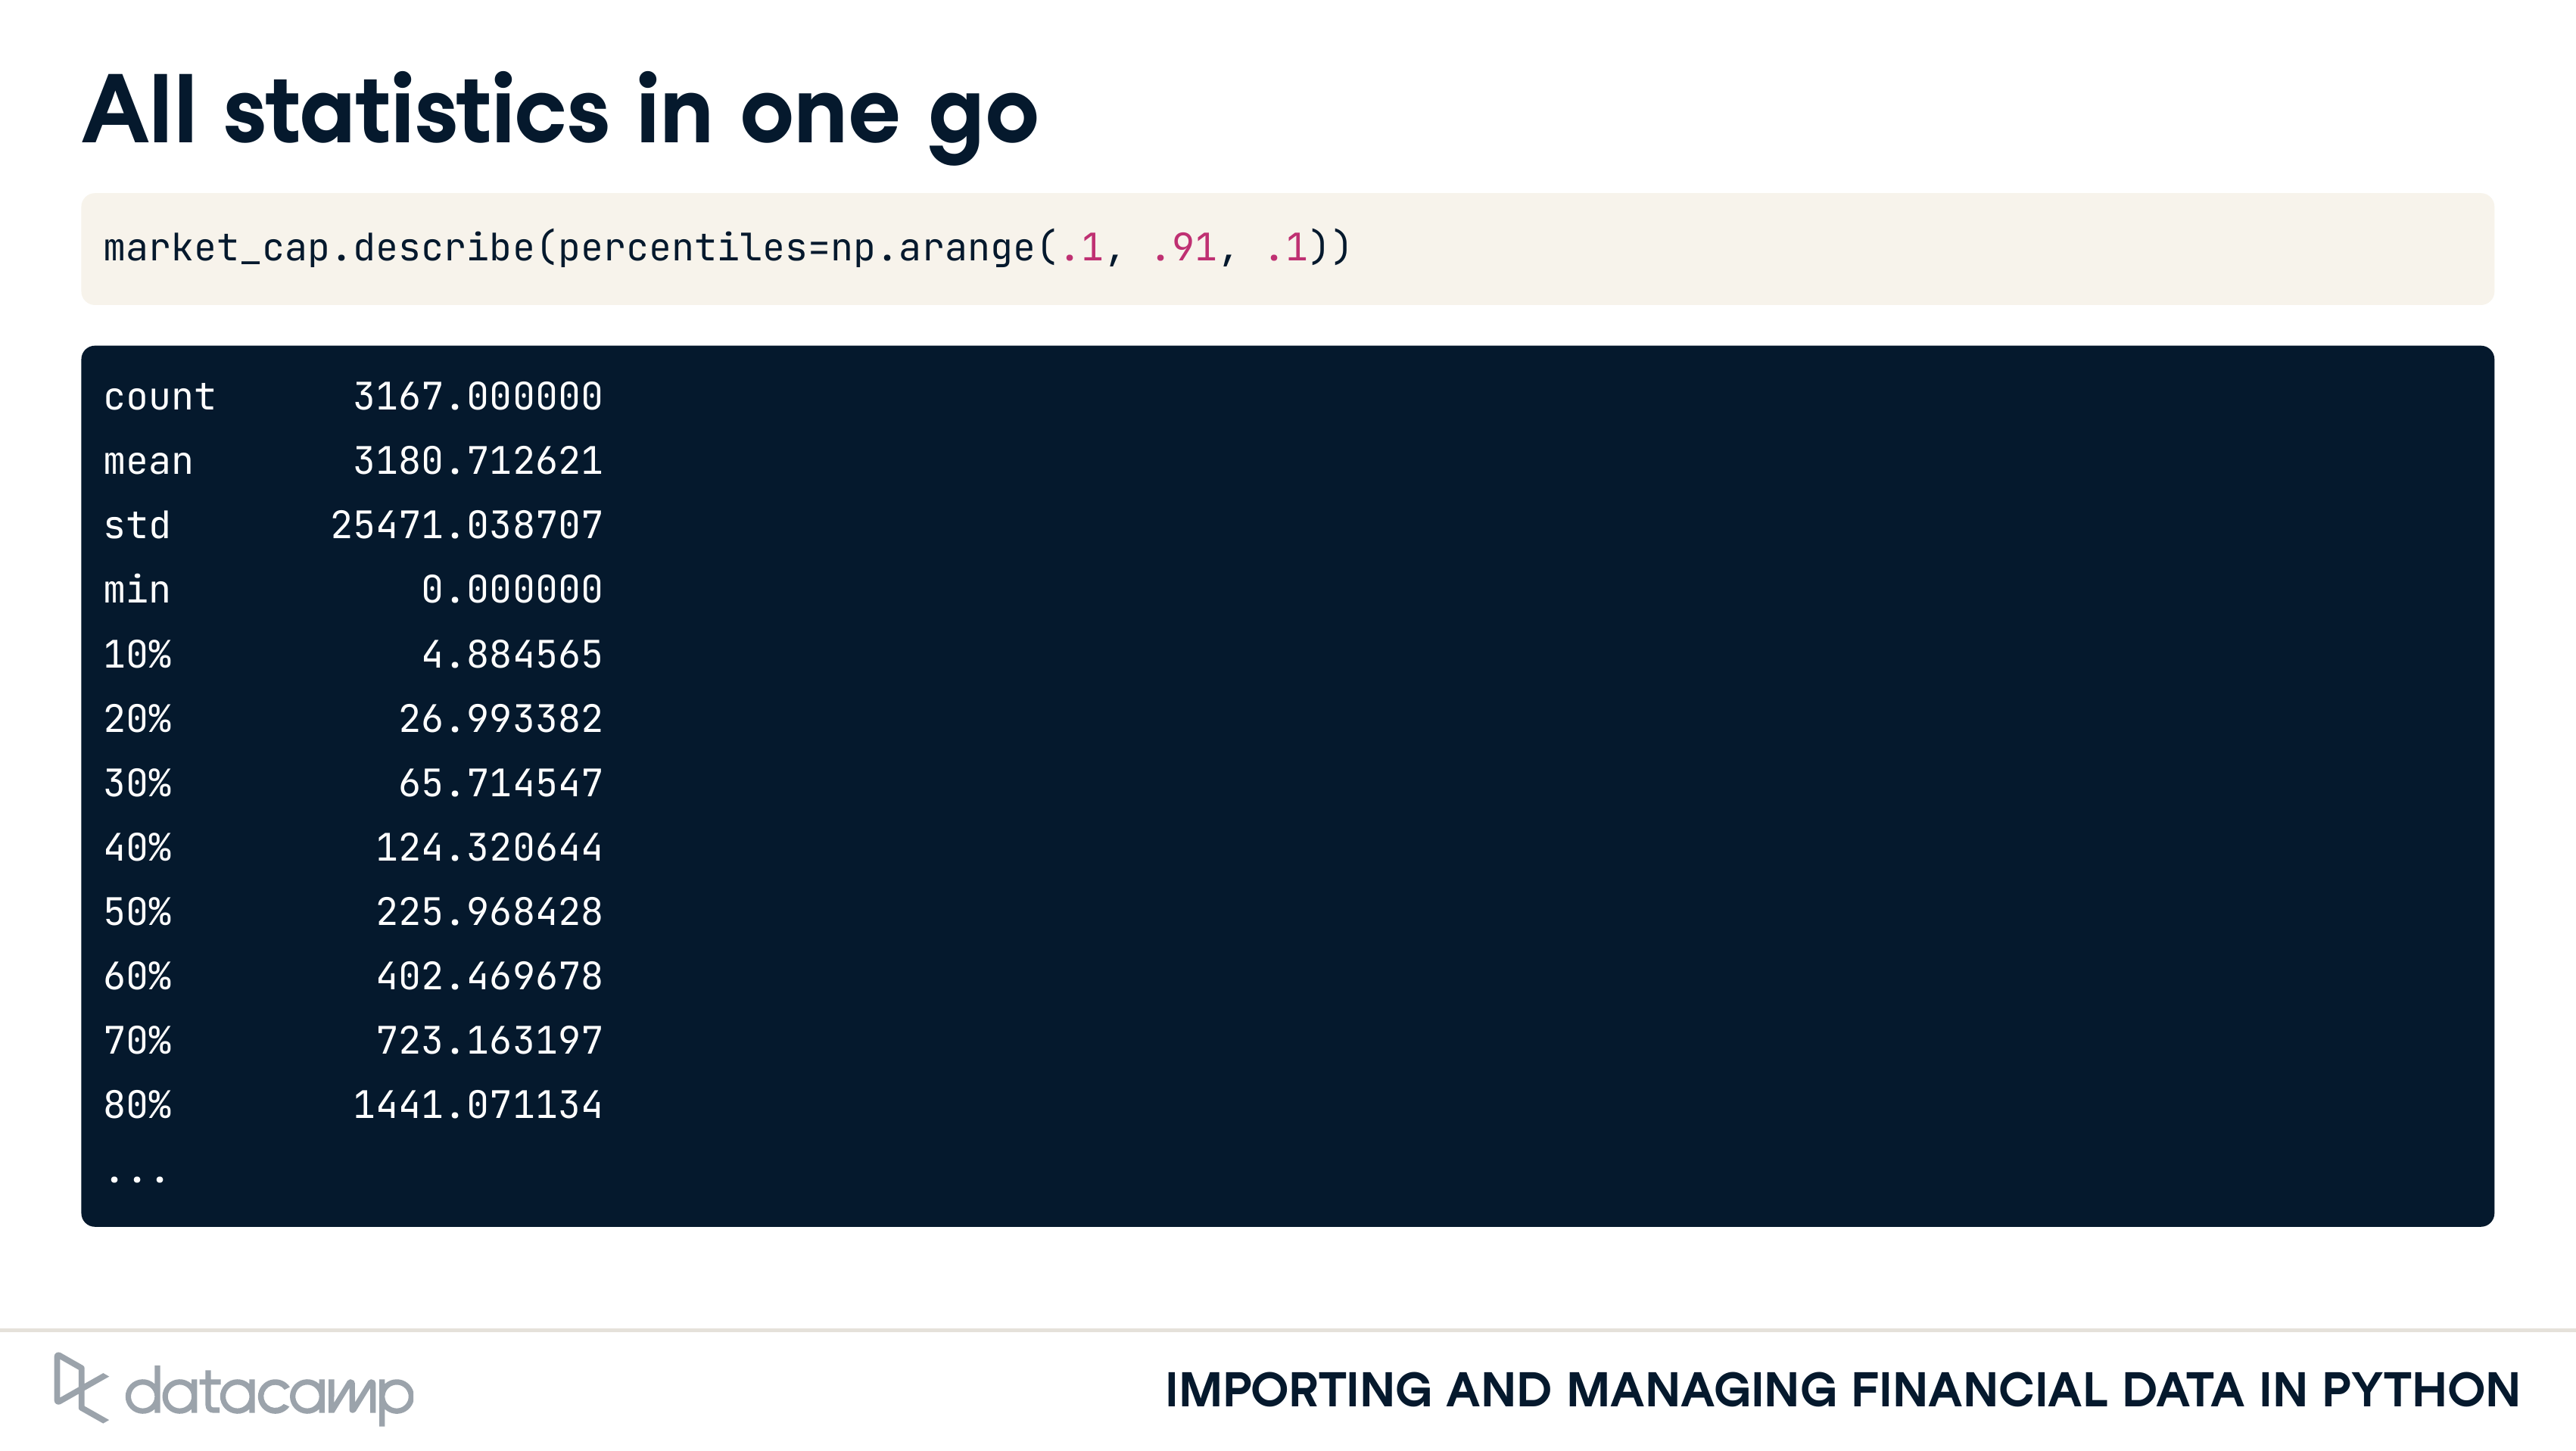 All statistics in one go
market_cap.describe(percentiles=np.arange(.1, .91, .1))
count      3167.000000
mean       3180.712621
std       25471.038707
min           0.000000
10%           4.884565
20%          26.993382
30%          65.714547
40%         124.320644
50%         225.968428
60%         402.469678
70%         723.163197
80%        1441.071134
...
datacamp
IMPORTING AND MANAGING FINANCIAL DATA IN PYTHON